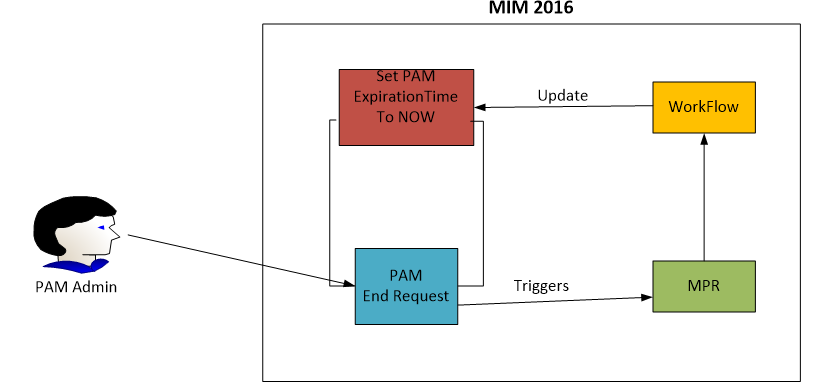 MIM 2016
Set PAM
ExpirationTime
To NOW
Update
WorkFlow
PAM Admin
PAM
End Request
Triggers
MPR